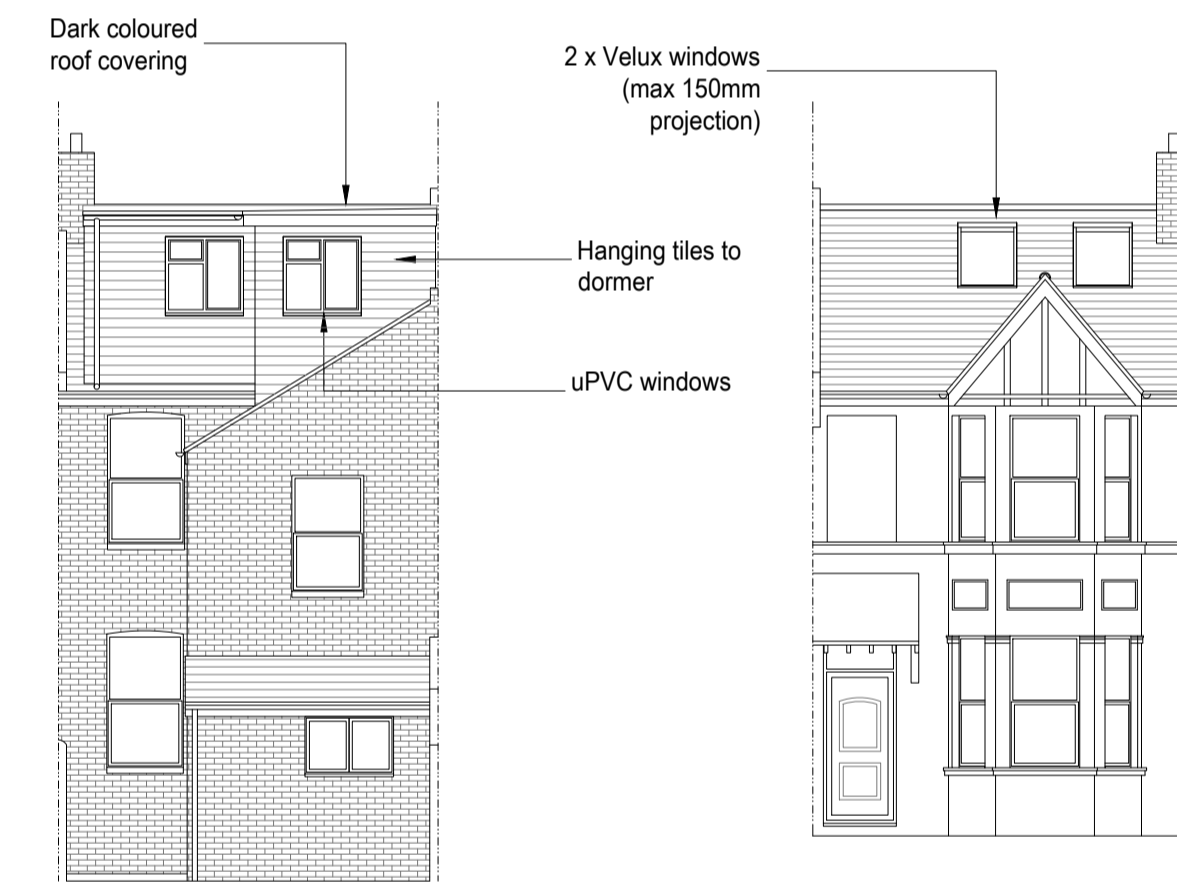 Dark coloured
roof covering
2 x Velux windows
(max 150mm
projection)
Hanging tiles to
dormer
uPVC windows